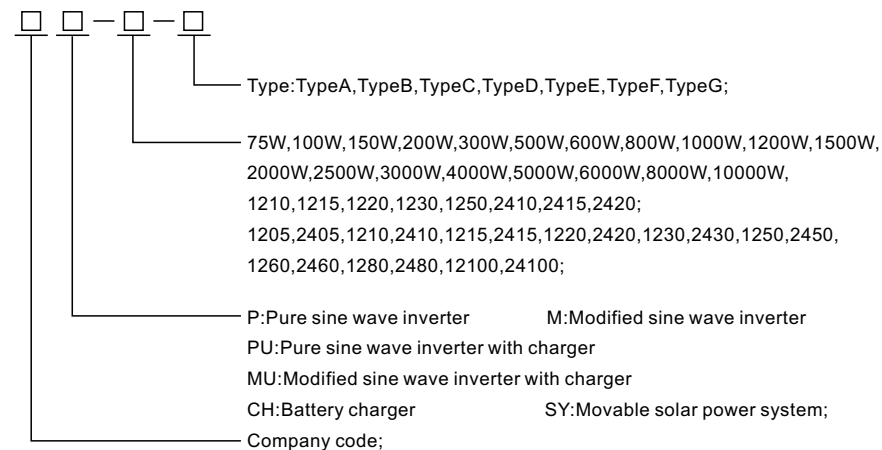 Type:TypeA,TypeB,TypeC,TypeD,TypeE,TypeF,TypeG;
75W,100W,150W,200W,300W,500W,600W,800W,1000W,1200W,1500W,
2000W,2500W,3000W,4000W,5000W,6000W,8000W,10000W,
1210,1215,1220,1230,1250,2410,2415,2420;
1205,2405,1210,2410,1215,2415,1220,2420,1230,2430,1250,2450,
1260,2460,1280,2480,12100,24100;
P:Pure sine wave inverter M:Modified sine wave inverter
PU:Pure sine wave inverter with charger
MU:Modified sine wave inverter with charger
CH:Battery charger SY:Movable solar power system;
Company code;